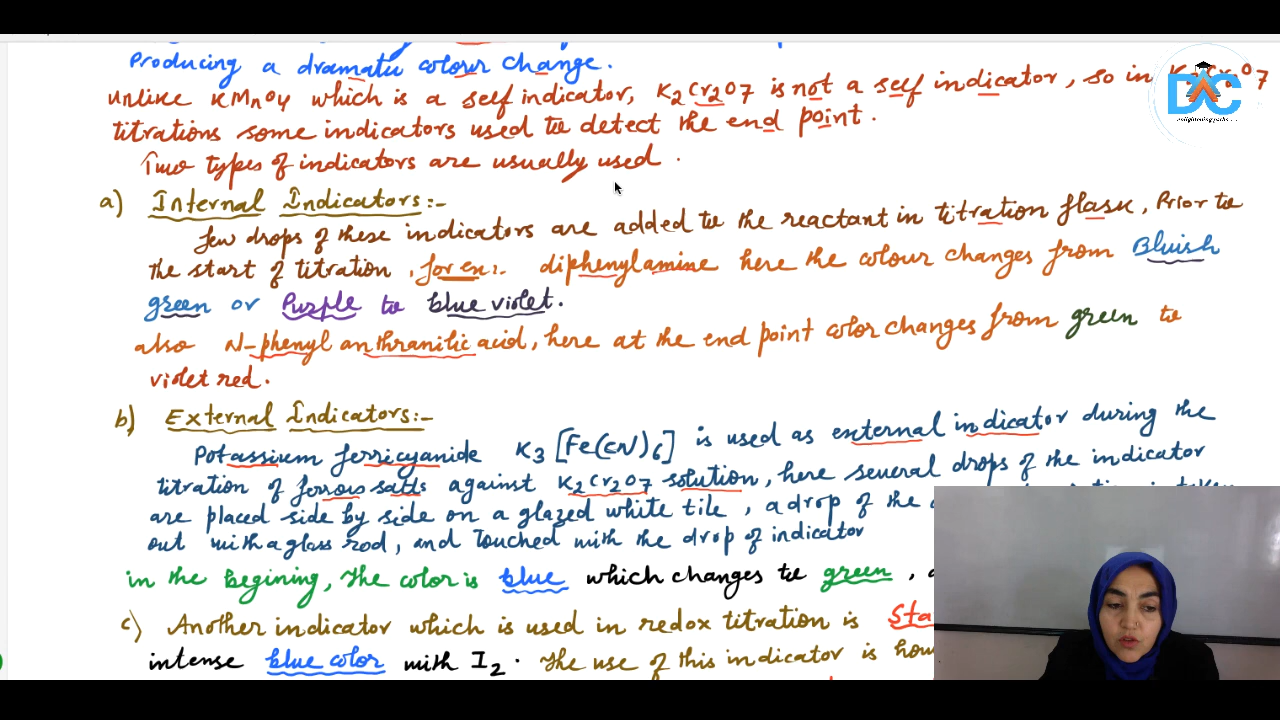 Producing a dramatic colour change.
unlike KMnO4 which is a self indicator, K2Cr2O7 is not a self indicator, so in K2Cr2O7
titrations some indicators used to detect the end point.
Two types of indicators are usually used.
a) Internal Indicators:-
few drops of these indicators are added to the reactant in titration flask, Prior to
the start of titration, for ex:- diphenylamine here the colour changes from Bluish
green or Purple to blue violet.
also N-phenyl anthranilic acid, here at the end point color changes from green to
violet red.
b) External Indicators:-
Potassium ferricyanide K3 [Fe(CN)6] is used as external indicator during the
titration of ferrous salts against K2Cr2O7 solution, here several drops of the indicator
are placed side by side on a glazed white tile, a drop of the
out with a glass rod, and touched with the drop of indicator
in the begining, the color is blue which changes to green,
c) Another indicator which is used in redox titration is
intense blue color with I2. The use of this indicator is
DAC
enlightening paths...